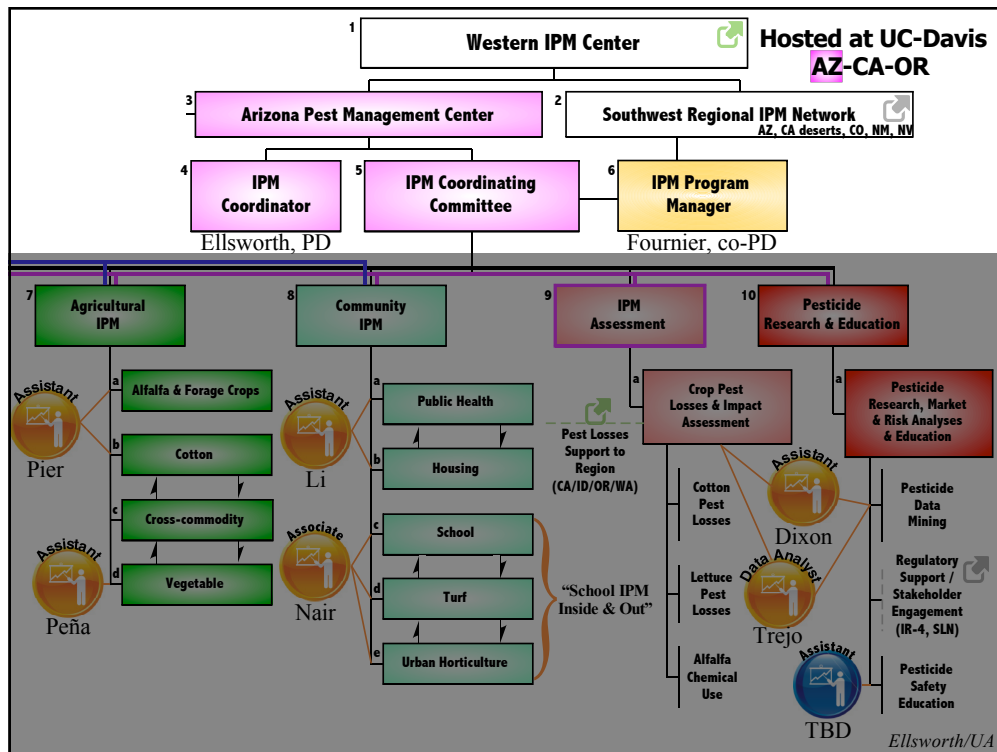 1
Western IPM Center
Hosted at UC-Davis
AZ-CA-OR
3
Arizona Pest Management Center
2
Southwest Regional IPM Network
AZ, CA deserts, CO, NM, NV
4
IPM
Coordinator
5
IPM Coordinating
Committee
6
IPM Program
Manager
Ellsworth, PD
Fournier, co-PD
7
Agricultural
IPM
8
Community
IPM
9
IPM
Assessment
10
Pesticide
Research & Education
a
Alfalfa & Forage Crops
Assistant
Pier
b
Cotton
c
Cross-commodity
Assistant
Peña
d
Vegetable
a
Public Health
Assistant
Li
b
Housing
c
School
Associate
Nair
d
Turf
e
Urban Horticulture
"School IPM
Inside & Out"
a
Crop Pest
Losses & Impact
Assessment
Pest Losses
Support to
Region
(CA/ID/OR/WA)
Cotton
Pest
Losses
Lettuce
Pest
Losses
Alfalfa
Chemical
Use
a
Pesticide
Research, Market
& Risk Analyses
& Education
Assistant
Dixon
Data Analyst
Trejo
Assistant
TBD
Pesticide
Data
Mining
Regulatory
Support /
Stakeholder
Engagement
(IR-4, SLN)
Pesticide
Safety
Education
Ellsworth/UA